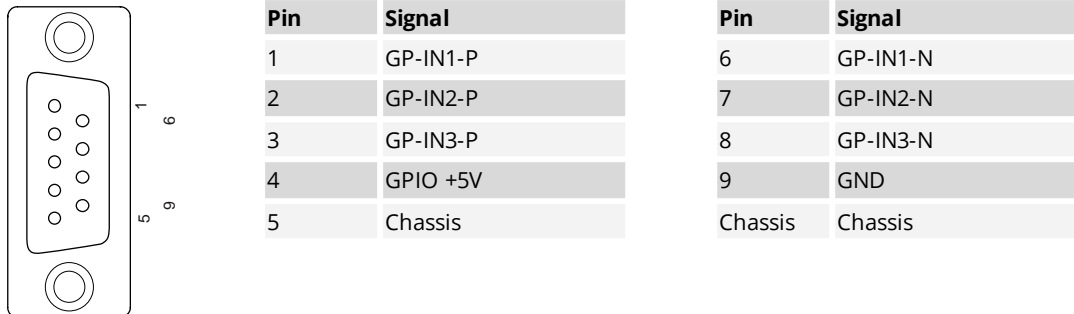 1
6
5
9
Pin Signal
1 GP-IN1-P
2 GP-IN2-P
3 GP-IN3-P
4 GPIO +5V
5 Chassis
Pin Signal
6 GP-IN1-N
7 GP-IN2-N
8 GP-IN3-N
9 GND
Chassis Chassis